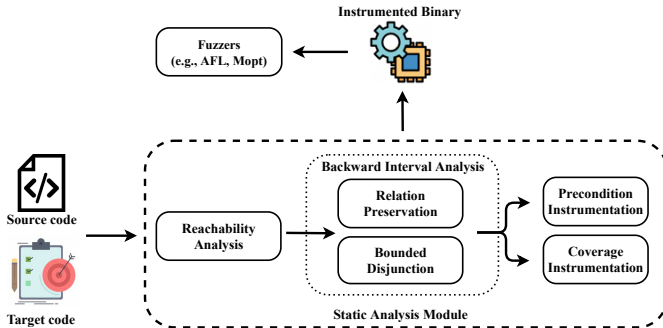 Instrumented Binary
Fuzzers
(e.g., AFL, Mopt)
</>
Source code
Target code
Reachability
Analysis
Backward Interval Analysis
Relation
Preservation
Bounded
Disjunction
Precondition
Instrumentation
Coverage
Instrumentation
Static Analysis Module